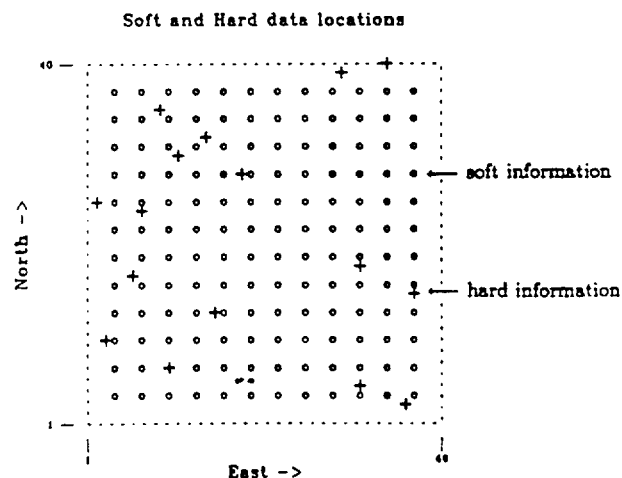 Soft and Hard data locations
40
soft information
North ->
hard information
1
1
40
East ->